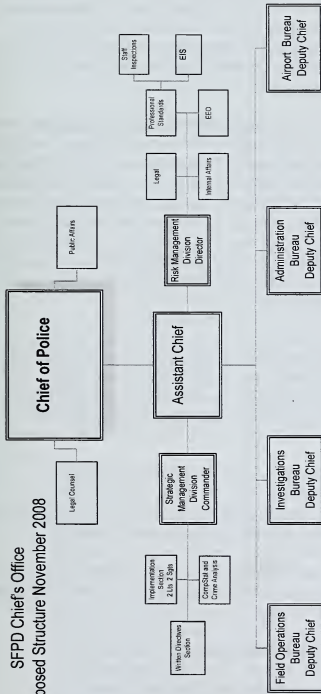 SFPD Chief's Office
posed Structure November 2008
Chief of Police
Legal Counsel
Public Affairs
Assistant Chief
Strategic
Management
Division
Commander
Risk Management
Division
Director
Implementation
Section
2 Lts 2 Sgts
CompStat and
Crime Analysis
Written Directives
Section
Legal
Internal Affairs
Professional
Standards
EEO
Staff
Inspections
EIS
Field Operations
Bureau
Deputy Chief
Investigations
Bureau
Deputy Chief
Administration
Bureau
Deputy Chief
Airport Bureau
Deputy Chief